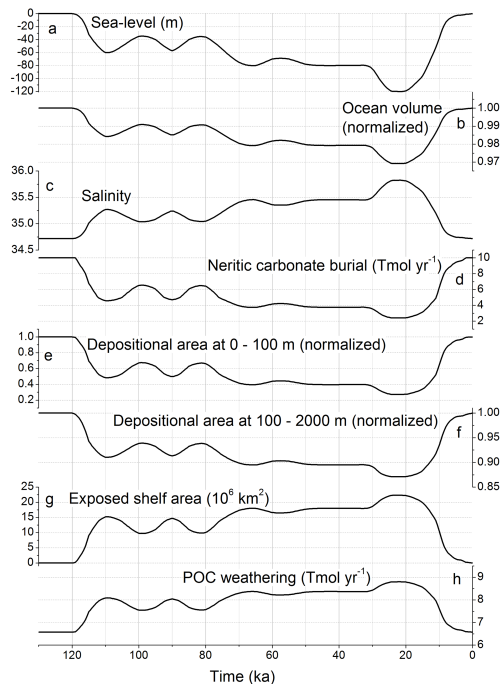 0
-20
-40
-60
-80
-100
-120
a
Sea-level (m)
Ocean volume
(normalized)
b
1.00
0.99
0.98
0.97
36.0
35.5
35.0
34.5
c
Salinity
Neritic carbonate burial (Tmol yr-1)
d
10
8
6
4
2
1.0
0.8
0.6
0.4
0.2
e
Depositional area at 0 - 100 m (normalized)
Depositional area at 100 - 2000 m (normalized)
f
1.00
0.95
0.90
0.85
25
20
15
10
5
0
g
Exposed shelf area (10^6 km^2)
POC weathering (Tmol yr-1)
h
9
8
7
6
120 100 80 60 40 20 0
Time (ka)